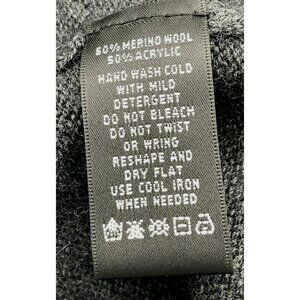 50% MERINO WOOL
50% ACRYLIC
HAND WASH COLD
WITH MILD
DETERGENT
DO NOT BLEACH
DO NOT TWIST
OR WRING
RESHAPE AND
DRY FLAT
USE COOL IRON
WHEN NEEDED